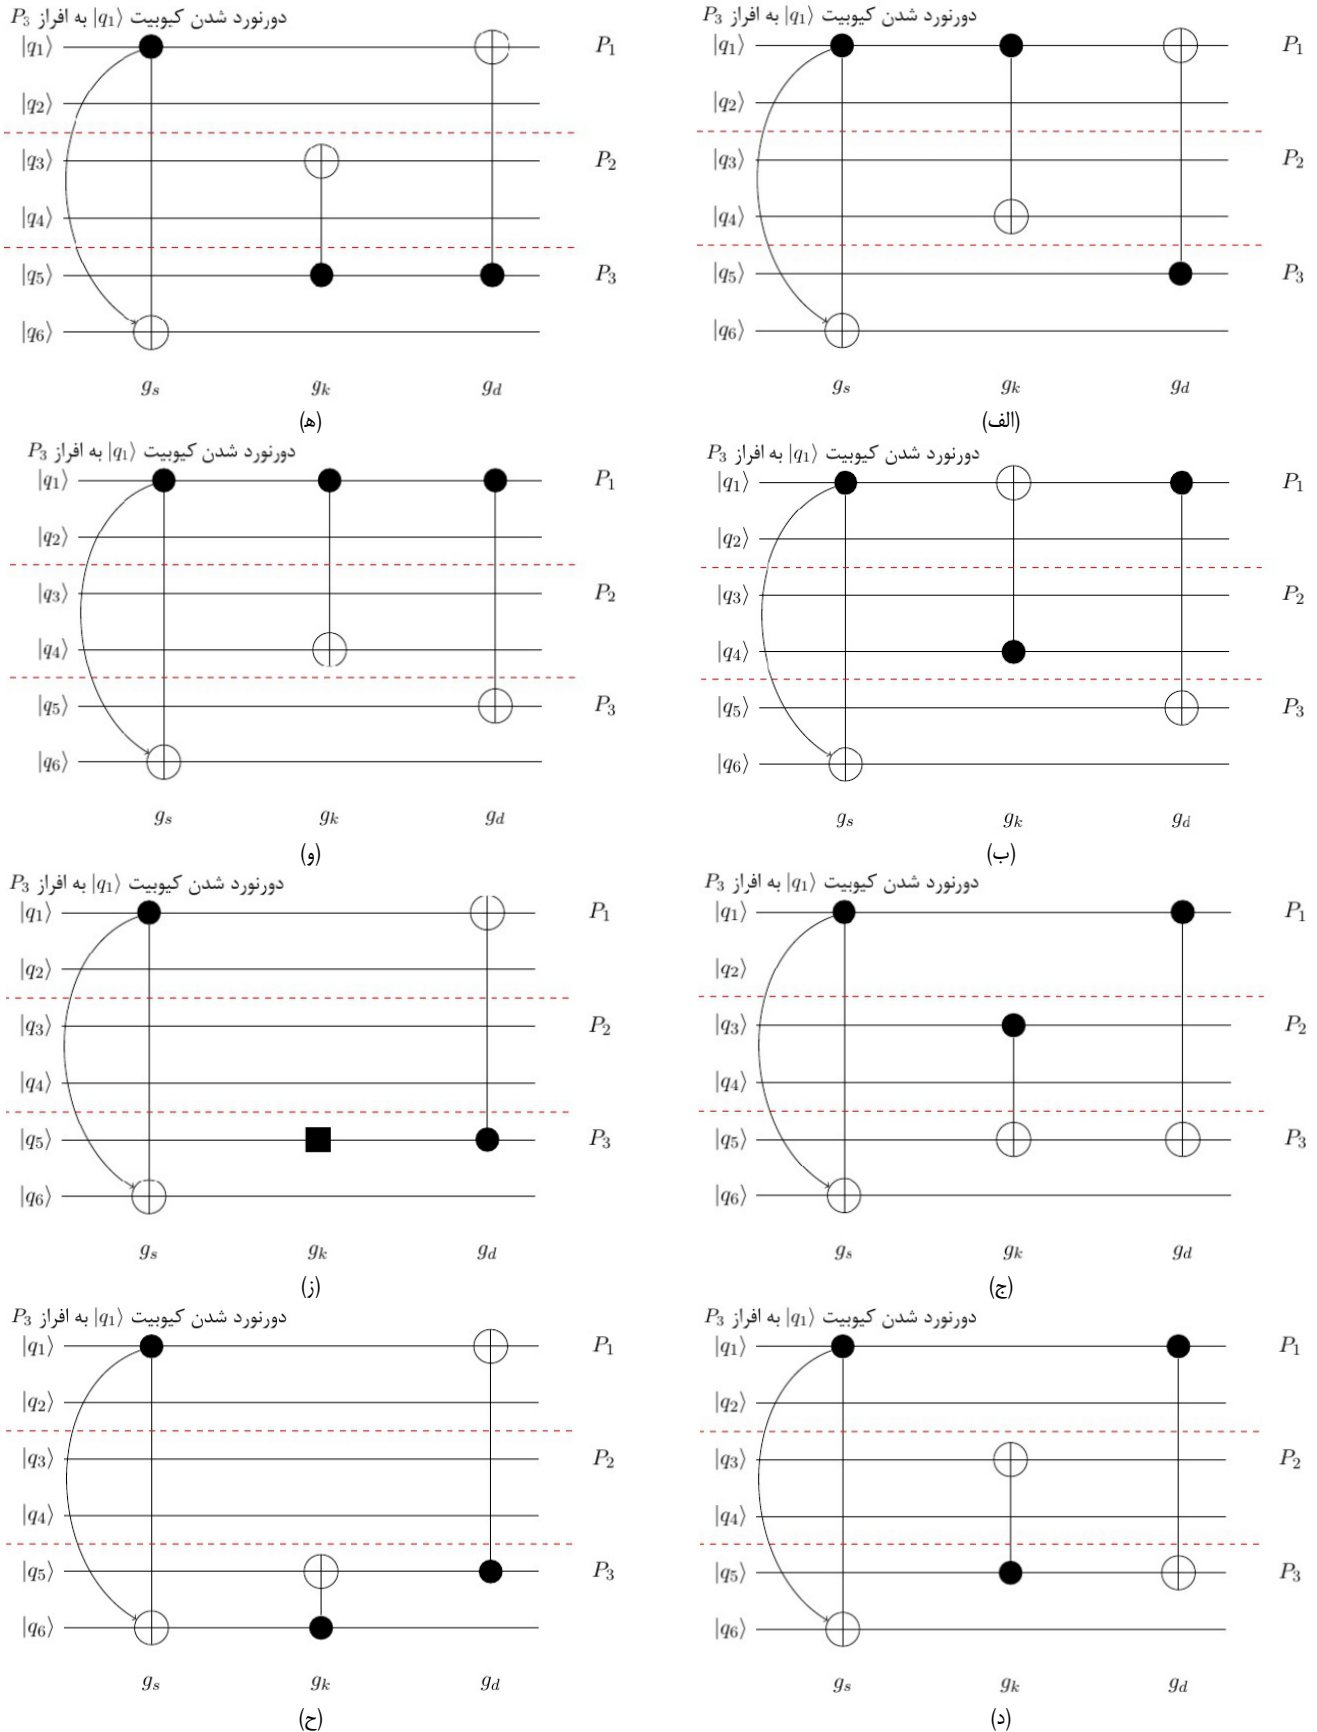 دورنورد شدن کیوبیت |q₁⟩ به افراز P₃
|q₁⟩ P₁
|q₂⟩
|q₃⟩ P₂
|q₄⟩
|q₅⟩ P₃
|q₆⟩
gₛ gₖ g_d
(الف)
دورنورد شدن کیوبیت |q₁⟩ به افراز P₃
|q₁⟩ P₁
|q₂⟩
|q₃⟩ P₂
|q₄⟩
|q₅⟩ P₃
|q₆⟩
gₛ gₖ g_d
(ب)
دورنورد شدن کیوبیت |q₁⟩ به افراز P₃
|q₁⟩ P₁
|q₂⟩
|q₃⟩ P₂
|q₄⟩
|q₅⟩ P₃
|q₆⟩
gₛ gₖ g_d
(ج)
دورنورد شدن کیوبیت |q₁⟩ به افراز P₃
|q₁⟩ P₁
|q₂⟩
|q₃⟩ P₂
|q₄⟩
|q₅⟩ P₃
|q₆⟩
gₛ gₖ g_d
(د)
دورنورد شدن کیوبیت |q₁⟩ به افراز P₃
|q₁⟩ P₁
|q₂⟩
|q₃⟩ P₂
|q₄⟩
|q₅⟩ P₃
|q₆⟩
gₛ gₖ g_d
(ه)
دورنورد شدن کیوبیت |q₁⟩ به افراز P₃
|q₁⟩ P₁
|q₂⟩
|q₃⟩ P₂
|q₄⟩
|q₅⟩ P₃
|q₆⟩
gₛ gₖ g_d
(و)
دورنورد شدن کیوبیت |q₁⟩ به افراز P₃
|q₁⟩ P₁
|q₂⟩
|q₃⟩ P₂
|q₄⟩
|q₅⟩ P₃
|q₆⟩
gₛ gₖ g_d
(ز)
دورنورد شدن کیوبیت |q₁⟩ به افراز P₃
|q₁⟩ P₁
|q₂⟩
|q₃⟩ P₂
|q₄⟩
|q₅⟩ P₃
|q₆⟩
gₛ gₖ g_d
(ح)